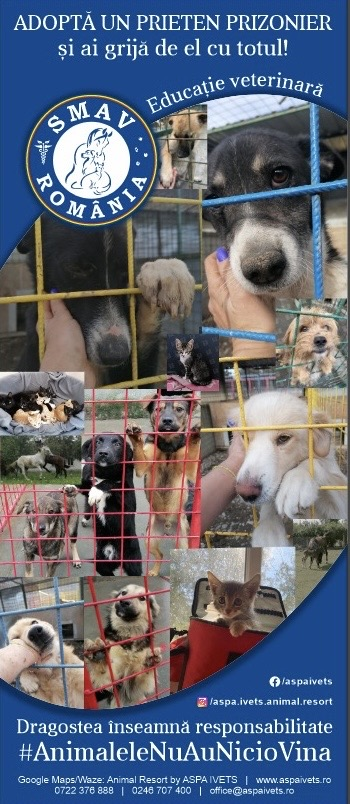 ADOPTĂ UN PRIETEN PRIZONIER
și ai grijă de el cu totul!
Educație veterinară
SMAV
ROMÂNIA
/aspaivets
/aspa.ivets.animal.resort
Dragostea înseamnă responsabilitate
#AnimaleleNuAuNicioVina
Google Maps/Waze: Animal Resort by ASPA IVETS | www.aspaivets.ro
0722 376 888 | 0246 707 400 | office@aspaivets.ro